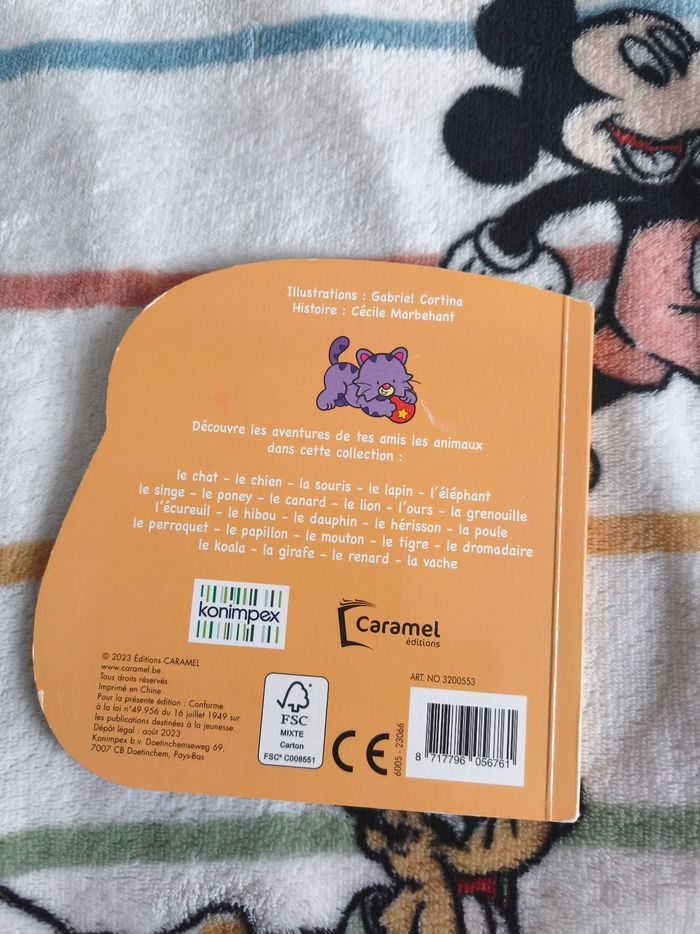 Illustrations : Gabriel Cortina
Histoire : Cécile Marbehant
Découvre les aventures de tes amis les animaux
dans cette collection :
le chat - le chien - la souris - le lapin - l'éléphant
le singe - le poney - le canard - le lion - l'ours - la grenouille
l'écureuil - le hibou - le dauphin - le hérisson - la poule
le perroquet - le papillon - le mouton - le tigre - le dromadaire
le koala - la girafe - le renard - la vache
konimpex
Caramel
éditions
© 2023 Éditions CARAMEL
www.caramel.be
Tous droits réservés
Imprimé en Chine
Pour la présente édition : Conforme
à la loi n°49.956 du 16 juillet 1949 sur
les publications destinées à la jeunesse.
Dépôt légal : août 2023
Konimpex b.v. Doetinchemseweg 69,
7007 CB Doetinchem, Pays-Bas
FSC
MIXTE
Carton
FSC® C008551
CE
6005 - 23066
ART. NO 3200553
8 717796 056761